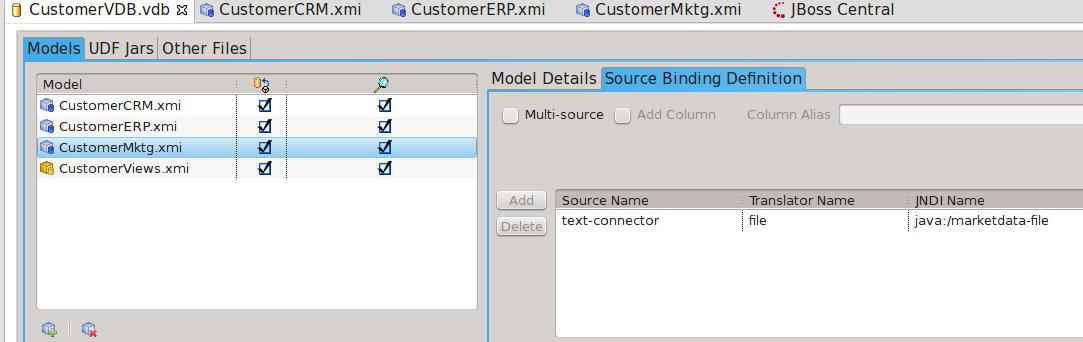 CustomerVDB.vdb CustomerCRM.xmi CustomerERP.xmi CustomerMktg.xmi JBoss Central
Models UDF Jars Other Files
Model
CustomerCRM.xmi
CustomerERP.xmi
CustomerMktg.xmi
CustomerViews.xmi
Model Details Source Binding Definition
Multi-source Add Column Column Alias
Add
Delete
Source Name Translator Name JNDI Name
text-connector file java:/marketdata-file